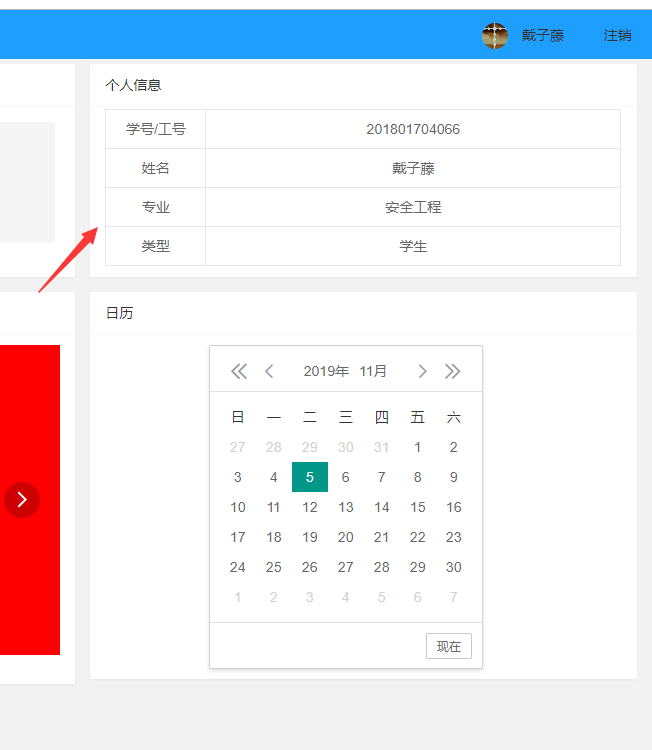 戴子藤 注销
个人信息
学号/工号 201801704066
姓名 戴子藤
专业 安全工程
类型 学生
日历
2019年 11月
日 一 二 三 四 五 六
27 28 29 30 31 1 2
3 4 5 6 7 8 9
10 11 12 13 14 15 16
17 18 19 20 21 22 23
24 25 26 27 28 29 30
1 2 3 4 5 6 7
现在